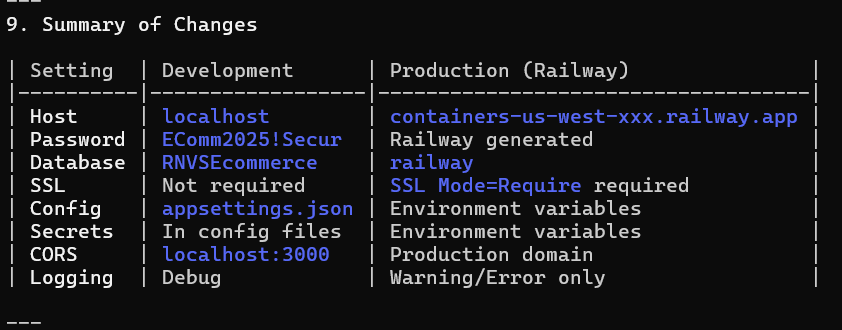 ---
9. Summary of Changes
| Setting  | Development      | Production (Railway)               |
|----------|------------------|------------------------------------|
| Host     | localhost        | containers-us-west-xxx.railway.app |
| Password | EComm2025!Secur  | Railway generated                  |
| Database | RNVSEcommerce    | railway                            |
| SSL      | Not required     | SSL Mode=Require required          |
| Config   | appsettings.json | Environment variables              |
| Secrets  | In config files  | Environment variables              |
| CORS     | localhost:3000   | Production domain                  |
| Logging  | Debug            | Warning/Error only                 |
---